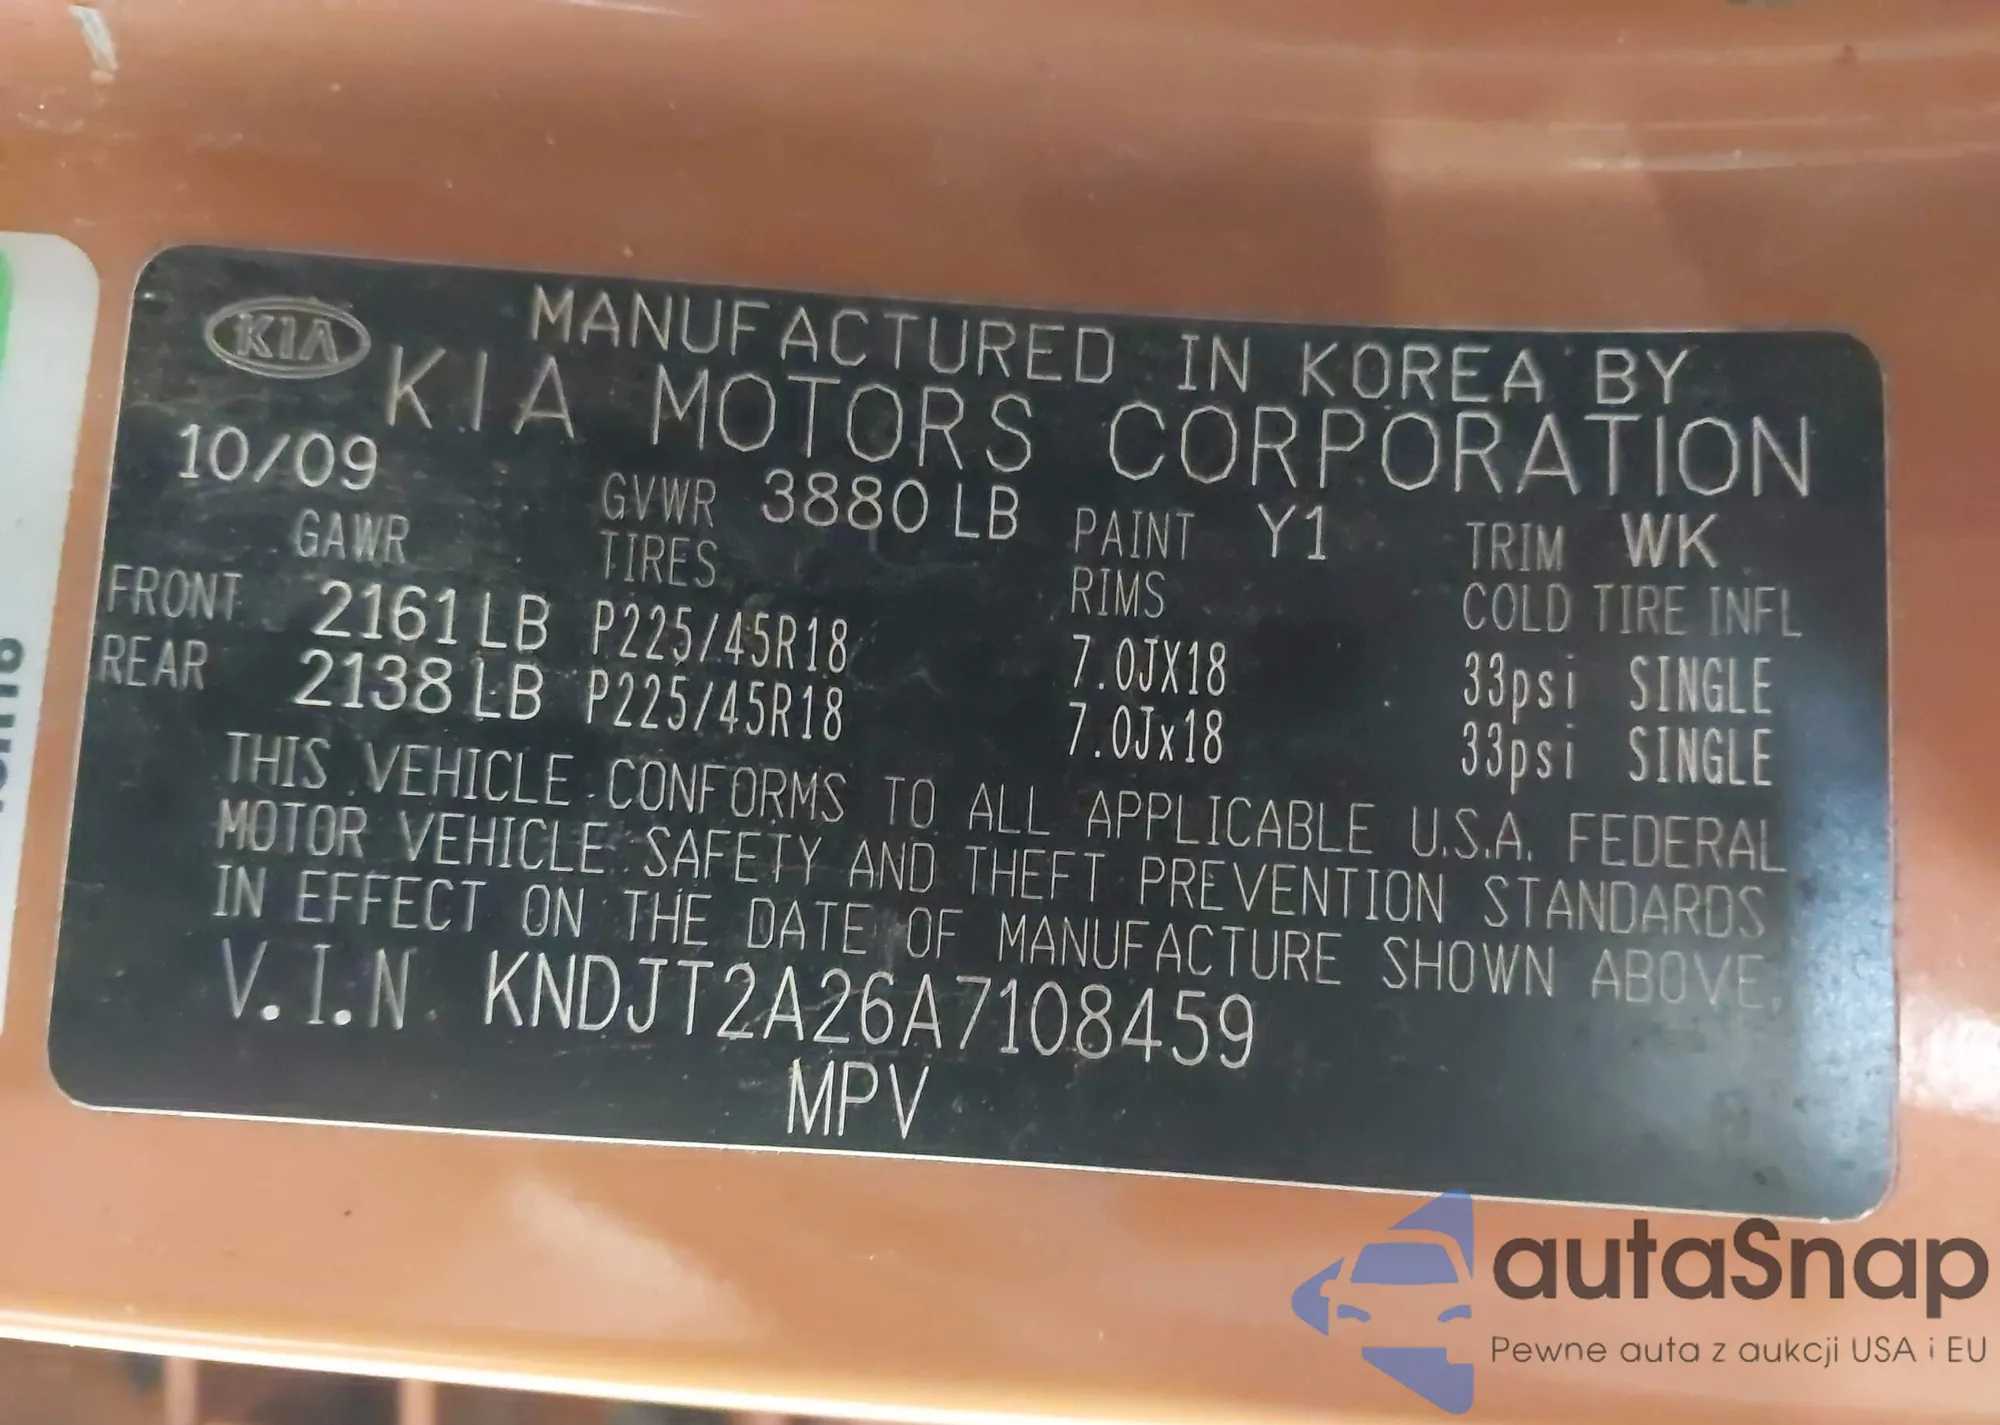 KIA
MANUFACTURED IN KOREA BY
KIA MOTORS CORPORATION
10/09 GVWR 3880 LB PAINT Y1 TRIM WK
GAWR TIRES RIMS COLD TIRE INFL
FRONT 2161 LB P225/45R18 7.0JX18 33psi SINGLE
REAR 2138 LB P225/45R18 7.0Jx18 33psi SINGLE
THIS VEHICLE CONFORMS TO ALL APPLICABLE U.S.A. FEDERAL
MOTOR VEHICLE SAFETY AND THEFT PREVENTION STANDARDS
IN EFFECT ON THE DATE OF MANUFACTURE SHOWN ABOVE.
V.I.N KNDJT2A26A7108459
MPV
autaSnap
Pewne auta z aukcji USA i EU